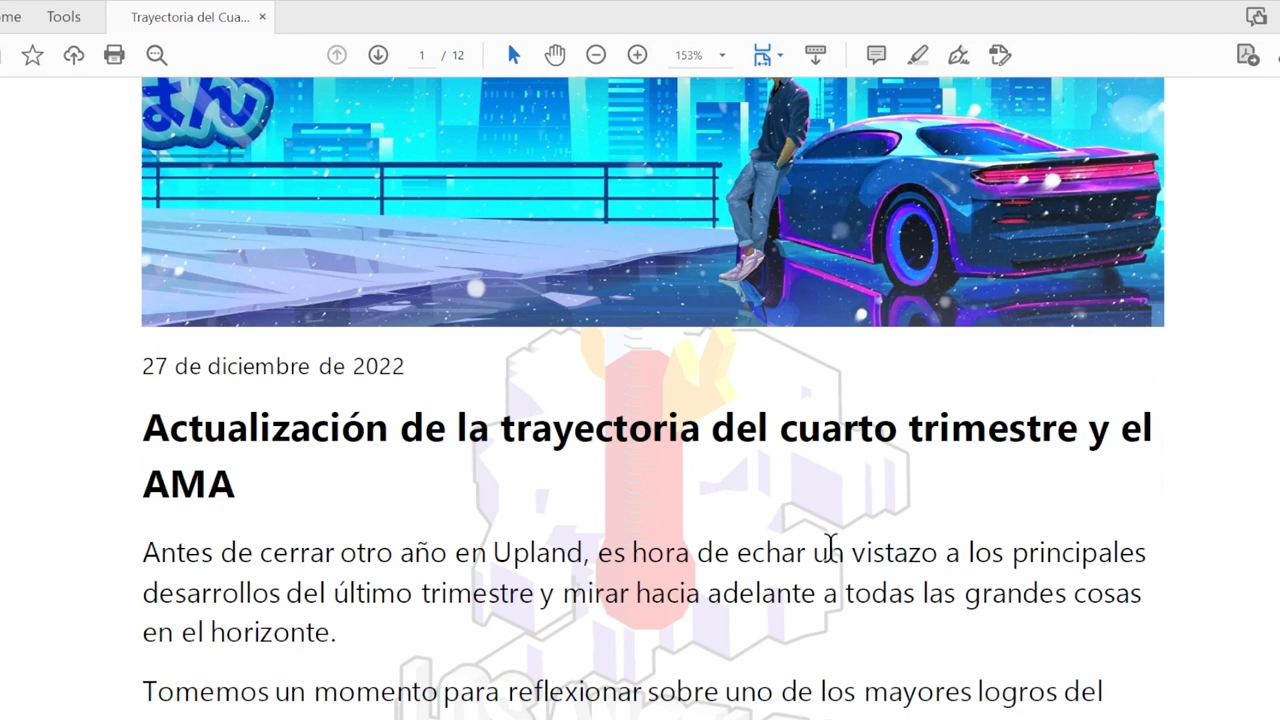 Tools
Trayectoria del Cua... ×
1 / 12
153%
27 de diciembre de 2022
Actualización de la trayectoria del cuarto trimestre y el
AMA
Antes de cerrar otro año en Upland, es hora de echar un vistazo a los principales
desarrollos del último trimestre y mirar hacia adelante a todas las grandes cosas
en el horizonte.
Tomemos un momento para reflexionar sobre uno de los mayores logros del